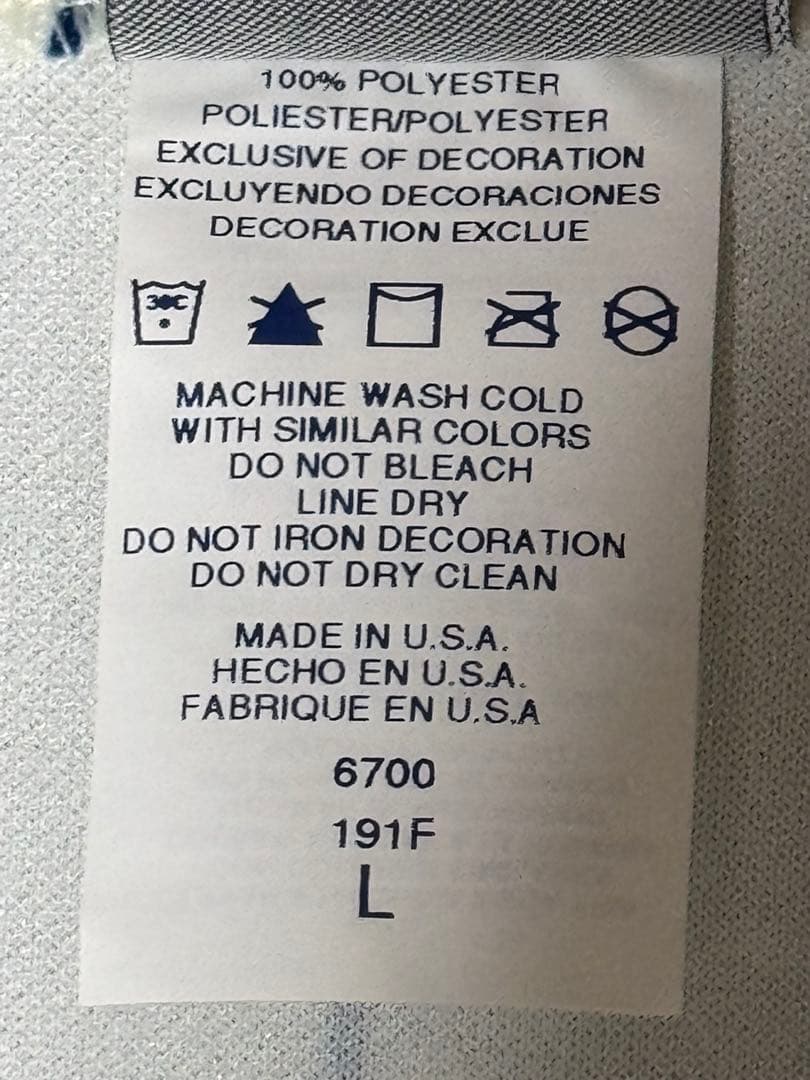 100% POLYESTER
POLIESTER/POLYESTER
EXCLUSIVE OF DECORATION
EXCLUYENDO DECORACIONES
DECORATION EXCLUE
30C
MACHINE WASH COLD
WITH SIMILAR COLORS
DO NOT BLEACH
LINE DRY
DO NOT IRON DECORATION
DO NOT DRY CLEAN
MADE IN U.S.A.
HECHO EN U.S.A.
FABRIQUE EN U.S.A
6700
191F
L